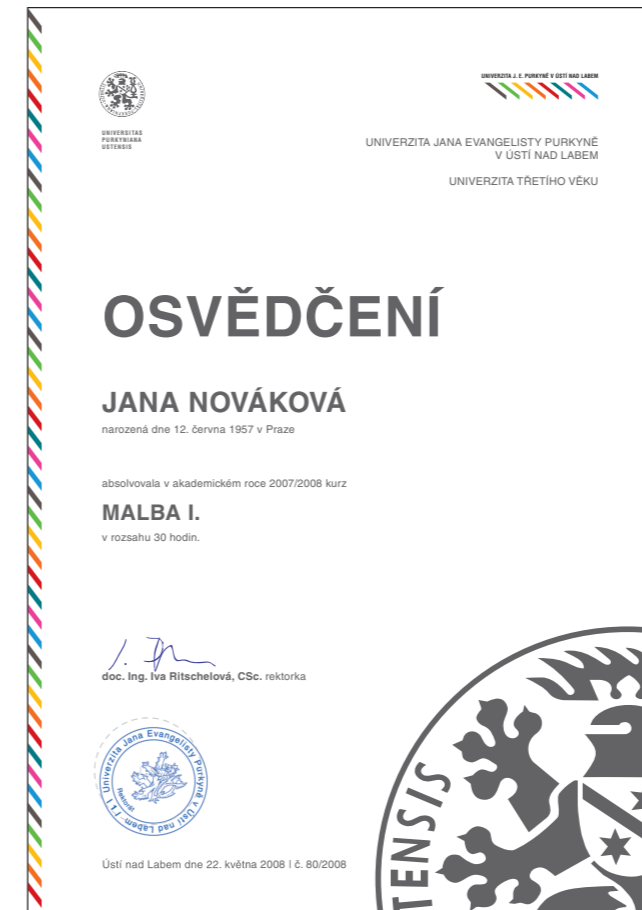 UNIVERSITAS
PURKYNIANA
USTENSIS
UNIVERZITA J. E. PURKYNĚ V ÚSTÍ NAD LABEM
UNIVERZITA JANA EVANGELISTY PURKYNĚ
V ÚSTÍ NAD LABEM
UNIVERZITA TŘETÍHO VĚKU
OSVĚDČENÍ
JANA NOVÁKOVÁ
narozená dne 12. června 1957 v Praze
absolvovala v akademickém roce 2007/2008 kurz
MALBA I.
v rozsahu 30 hodin.
doc. Ing. Iva Ritschelová, CSc. rektorka
Univerzita Jana Evangelisty Purkyně v Ústí nad Labem
Rektorát
Ústí nad Labem dne 22. května 2008 | č. 80/2008
TENSIS